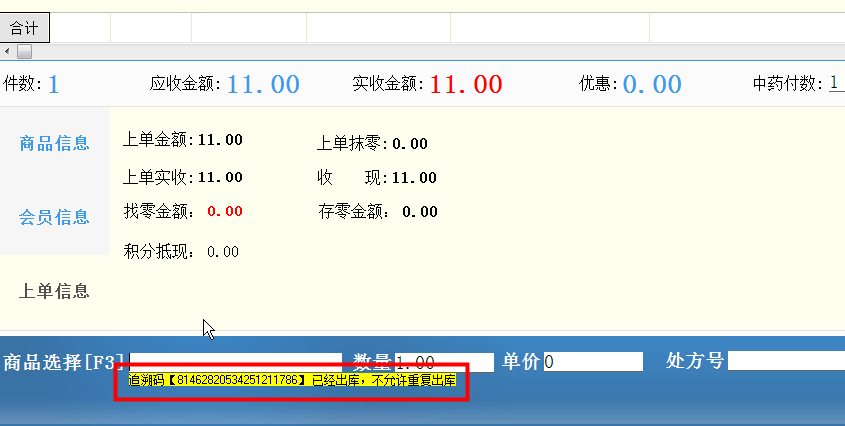 合计
件数:1 应收金额:11.00 实收金额:11.00 优惠:0.00 中药付数:1
商品信息
上单金额:11.00 上单抹零:0.00
上单实收:11.00 收 现:11.00
会员信息
找零金额: 0.00 存零金额: 0.00
积分抵现: 0.00
上单信息
商品选择[F3] 数量 1.00 单价 0 处方号
追溯码【81462820534251211786】已经出库,不允许重复出库